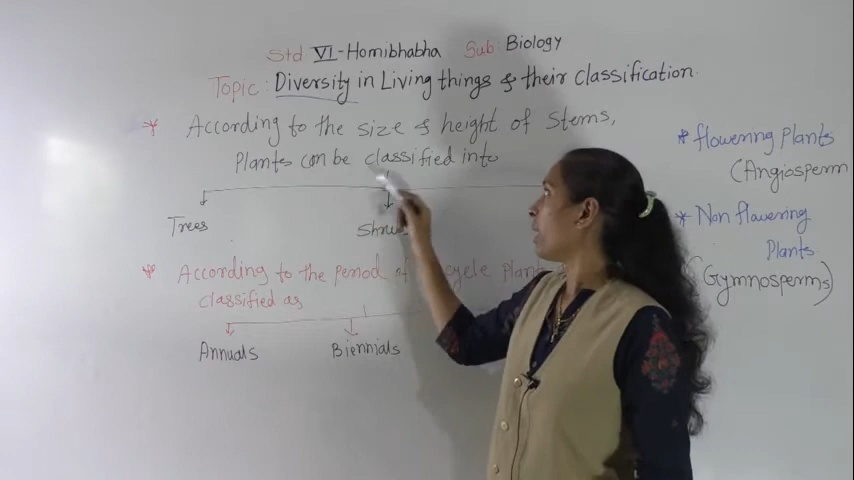 Std VI - Homibhabha Sub: Biology
Topic: Diversity in Living things & their classification.
* According to the size & height of stems,
Plants can be classified into
Trees
* According to the period of cycle
classified as
Annuals Biennials
* flowering Plants
(Angiosperm
* Non flowering
Plants
(Gymnosperms)